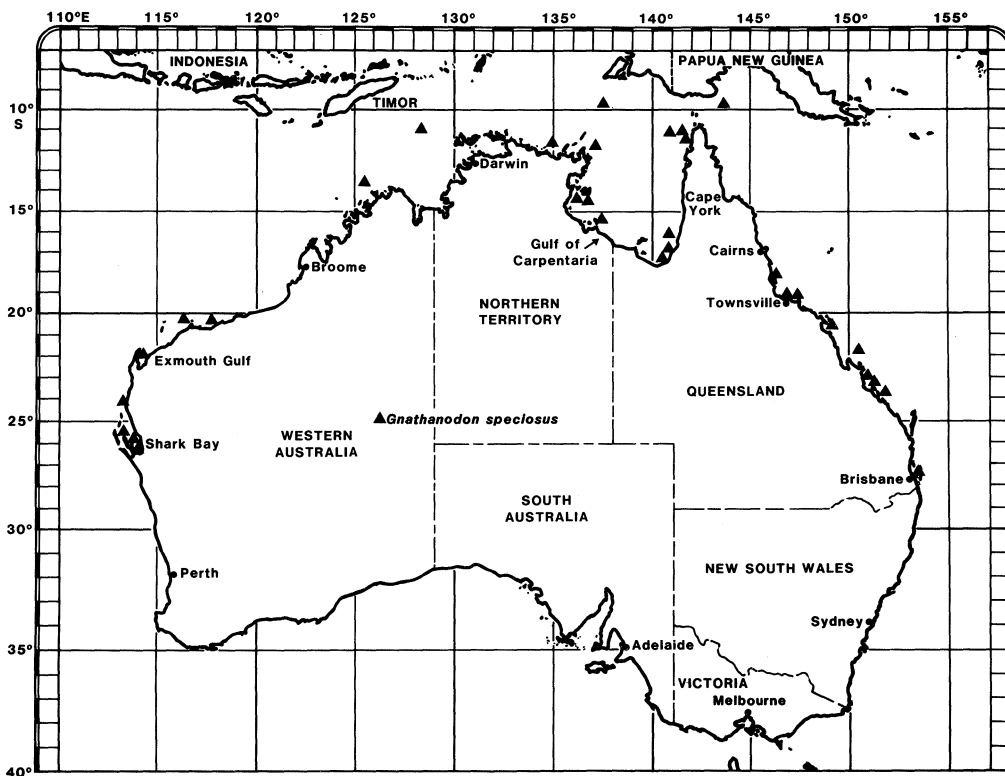 110°E 115° 120° 125° 130° 135° 140° 145° 150° 155°
INDONESIA
PAPUA NEW GUINEA
TIMOR
10°
S
Darwin
Cape
York
15°
Gulf of
Carpentaria
Cairns
Broome
NORTHERN
TERRITORY
Townsville
20°
Exmouth Gulf
QUEENSLAND
25°
Gnathanodon speciosus
WESTERN
AUSTRALIA
Shark Bay
Brisbane
SOUTH
AUSTRALIA
30°
Perth
NEW SOUTH WALES
Sydney
35°
Adelaide
VICTORIA
Melbourne
40°